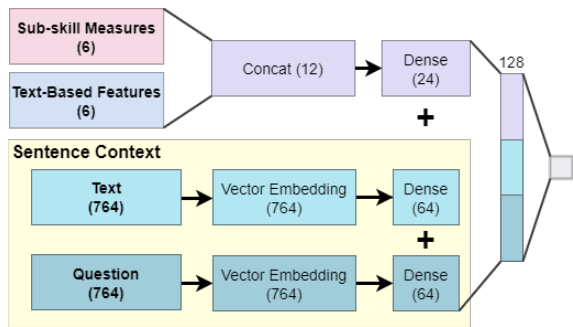 Sub-skill Measures
(6)
Text-Based Features
(6)
Concat (12)
Dense
(24)
128
+
Sentence Context
Text
(764)
Vector Embedding
(764)
Dense
(64)
+
Question
(764)
Vector Embedding
(764)
Dense
(64)